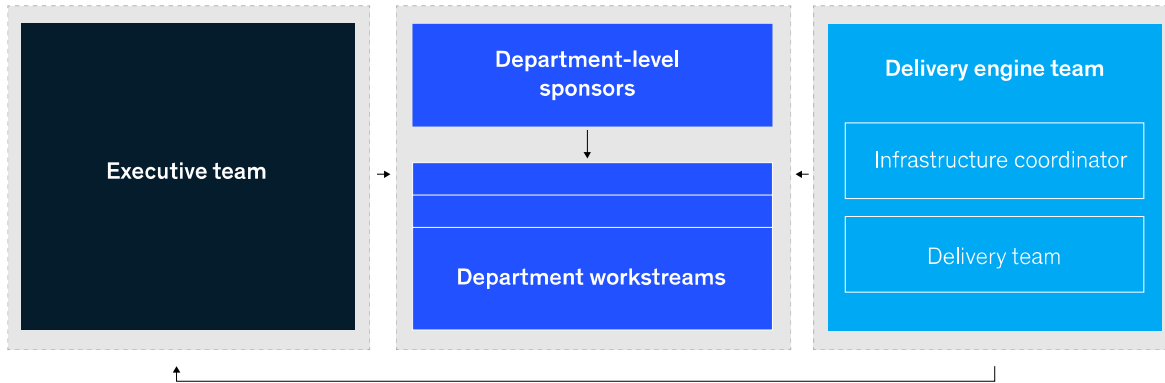 Executive team
Department-level
sponsors
Department workstreams
Delivery engine team
Infrastructure coordinator
Delivery team